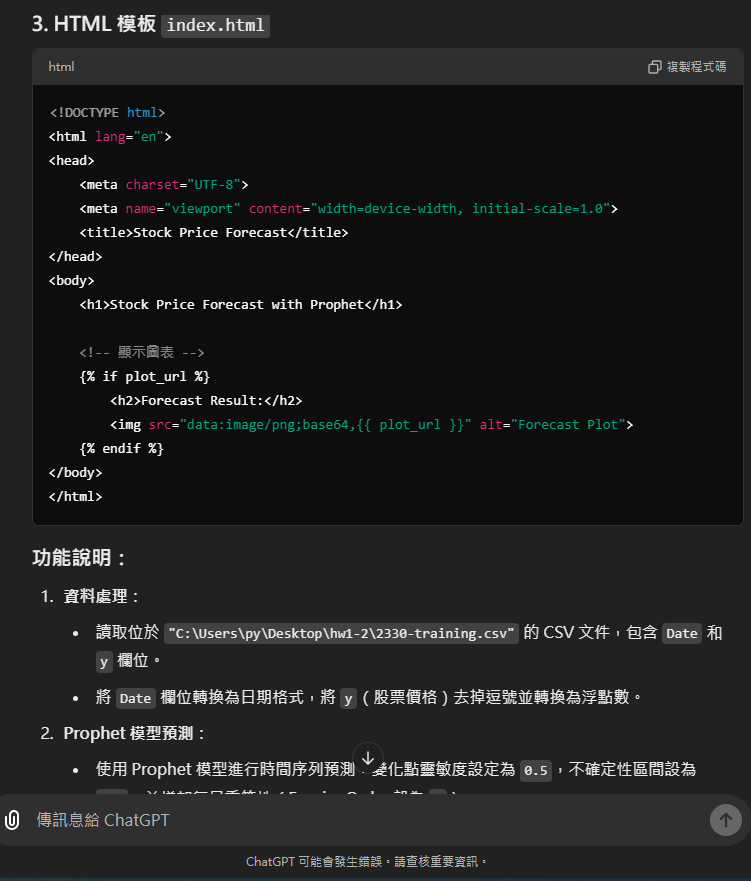 3. HTML 模板 index.html
html
複製程式碼
<!DOCTYPE html>
<html lang="en">
<head>
    <meta charset="UTF-8">
    <meta name="viewport" content="width=device-width, initial-scale=1.0">
    <title>Stock Price Forecast</title>
</head>
<body>
    <h1>Stock Price Forecast with Prophet</h1>

    <!-- 顯示圖表 -->
    {% if plot_url %}
        <h2>Forecast Result:</h2>
        <img src="data:image/png;base64,{{ plot_url }}" alt="Forecast Plot">
    {% endif %}
</body>
</html>
功能說明：
1. 資料處理：
• 讀取位於 "C:\Users\py\Desktop\hw1-2\2330-training.csv" 的 CSV 文件，包含 Date 和
y 欄位。
• 將 Date 欄位轉換為日期格式，將 y（股票價格）去掉逗號並轉換為浮點數。
2. Prophet 模型預測：
• 使用 Prophet 模型進行時間序列預測，變化點靈敏度設定為 0.5，不確定性區間設為
傳訊息給 ChatGPT
ChatGPT 可能會發生錯誤。請查核重要資訊。